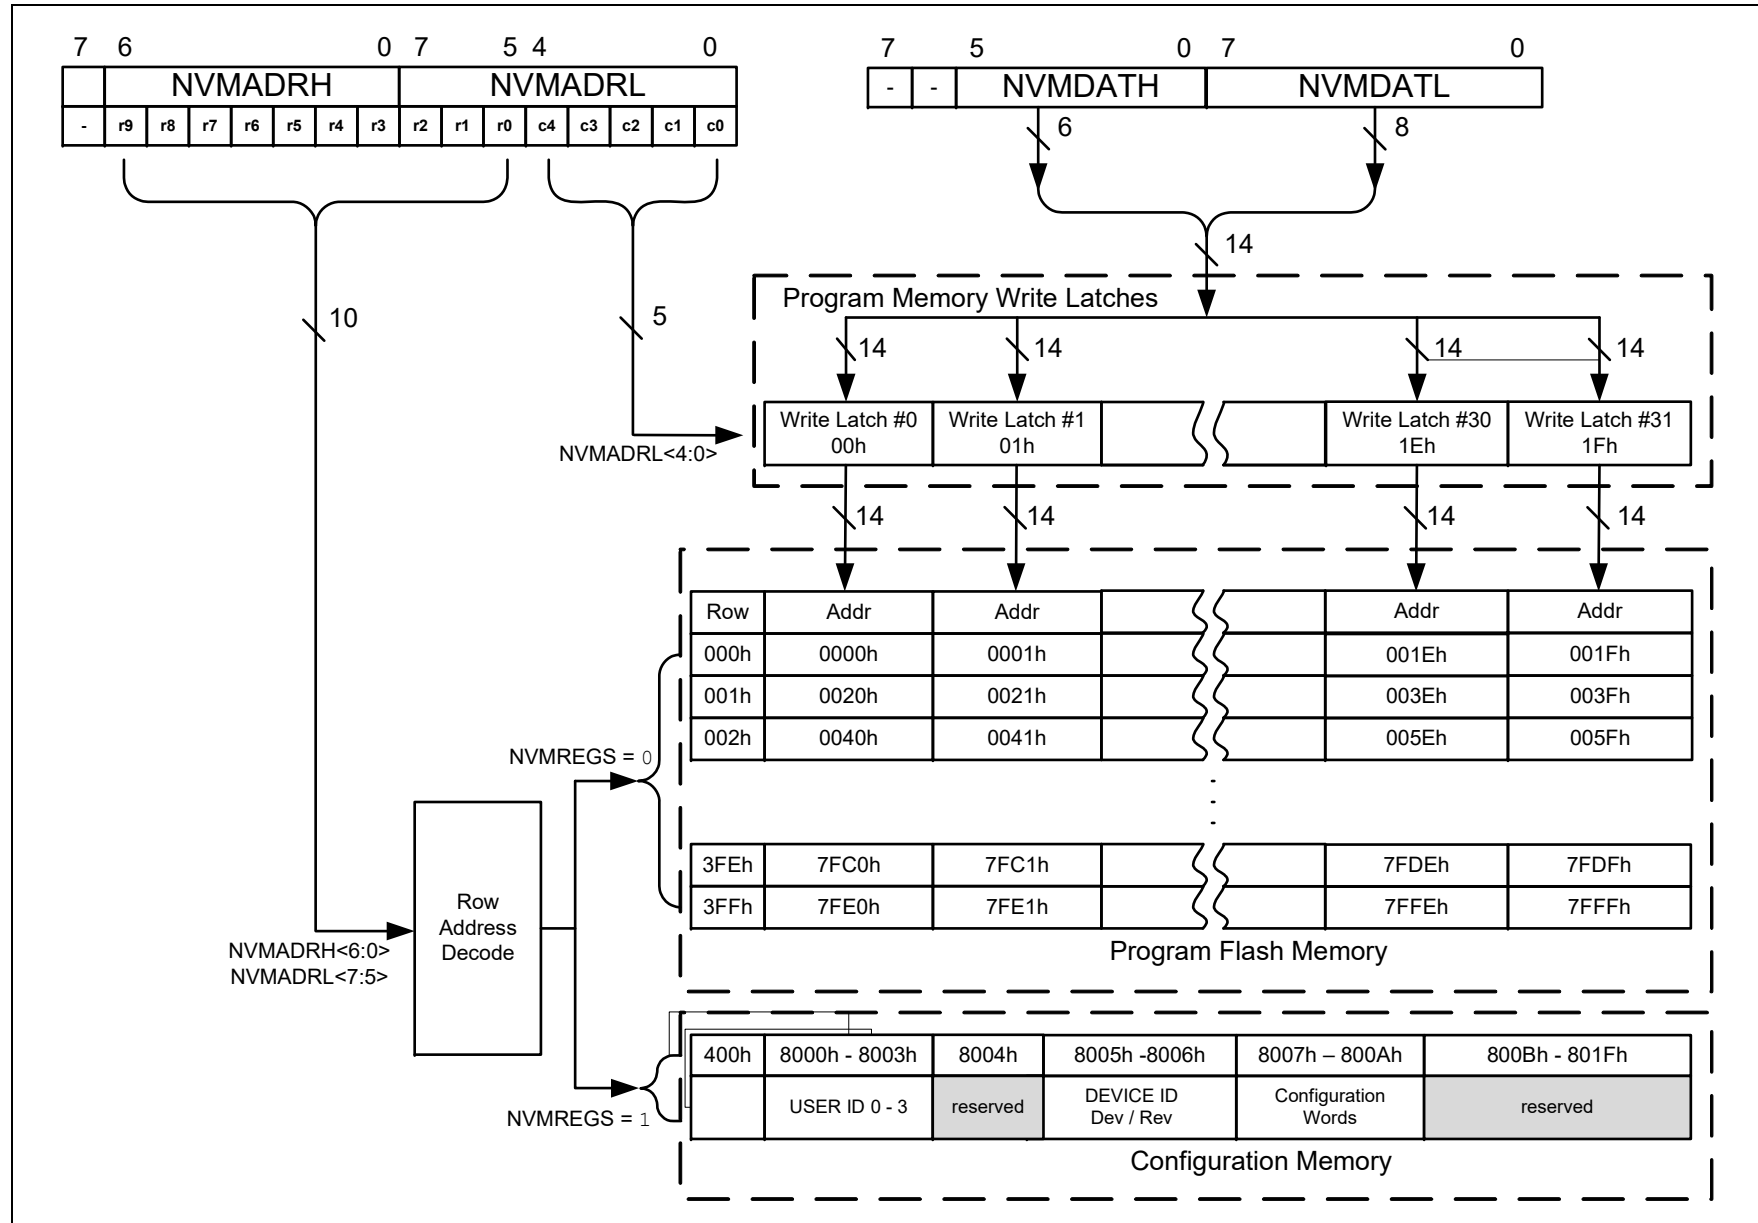 7 6 0 7 5 4 0
NVMADRH NVMADRL
- r9 r8 r7 r6 r5 r4 r3 r2 r1 r0 c4 c3 c2 c1 c0
7 5 0 7 0
- - NVMDATH NVMDATL
6 8
14
10
5
Program Memory Write Latches
14 14 14 14
Write Latch #0 Write Latch #1 Write Latch #30 Write Latch #31
00h 01h 1Eh 1Fh
NVMADRL<4:0>
14 14 14 14
Row Addr Addr Addr Addr
000h 0000h 0001h 001Eh 001Fh
001h 0020h 0021h 003Eh 003Fh
002h 0040h 0041h 005Eh 005Fh
NVMREGS = 0
3FEh 7FC0h 7FC1h 7FDEh 7FDFh
3FFh 7FE0h 7FE1h 7FFEh 7FFFh
Program Flash Memory
Row
Address
Decode
NVMADRH<6:0>
NVMADRL<7:5>
400h 8000h - 8003h 8004h 8005h -8006h 8007h – 800Ah 800Bh - 801Fh
USER ID 0 - 3 reserved DEVICE ID Configuration reserved
Dev / Rev Words
NVMREGS = 1
Configuration Memory